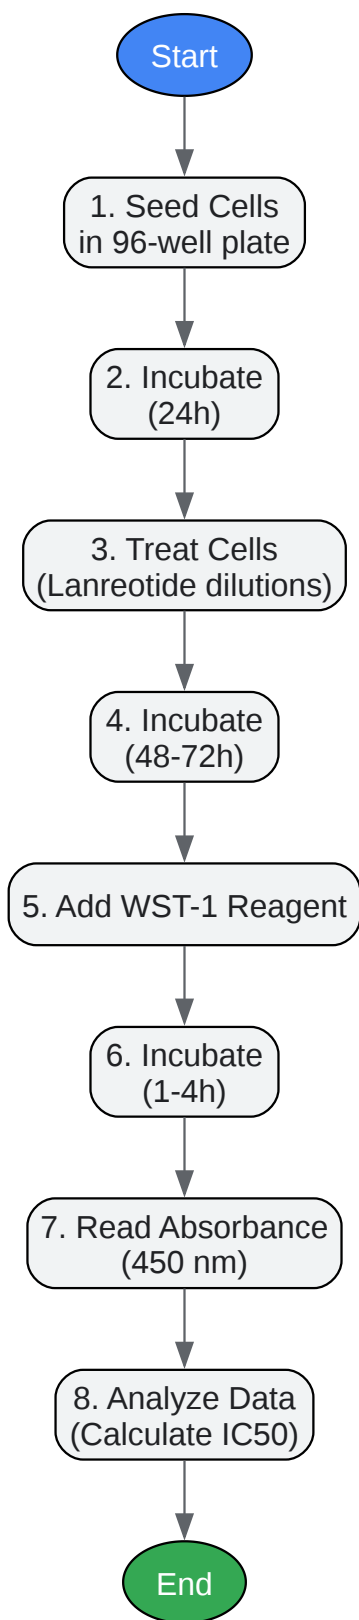 Start
1. Seed Cells
in 96-well plate
2. Incubate
(24h)
3. Treat Cells
(Lanreotide dilutions)
4. Incubate
(48-72h)
5. Add WST-1 Reagent
6. Incubate
(1-4h)
7. Read Absorbance
(450 nm)
8. Analyze Data
(Calculate IC50)
End